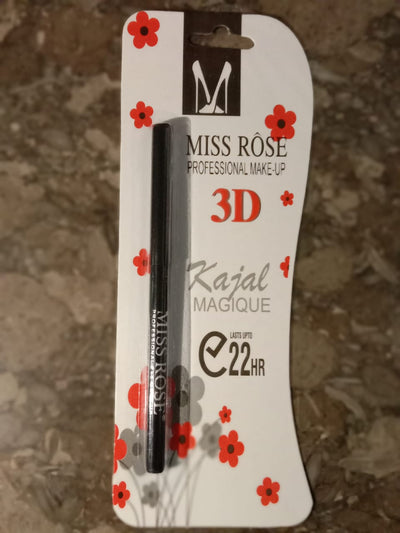 M
MISS RÔSE
PROFESSIONAL MAKE-UP
3D
Kajal
MAGIQUE
LASTS UPTO
22HR
MISS ROSE